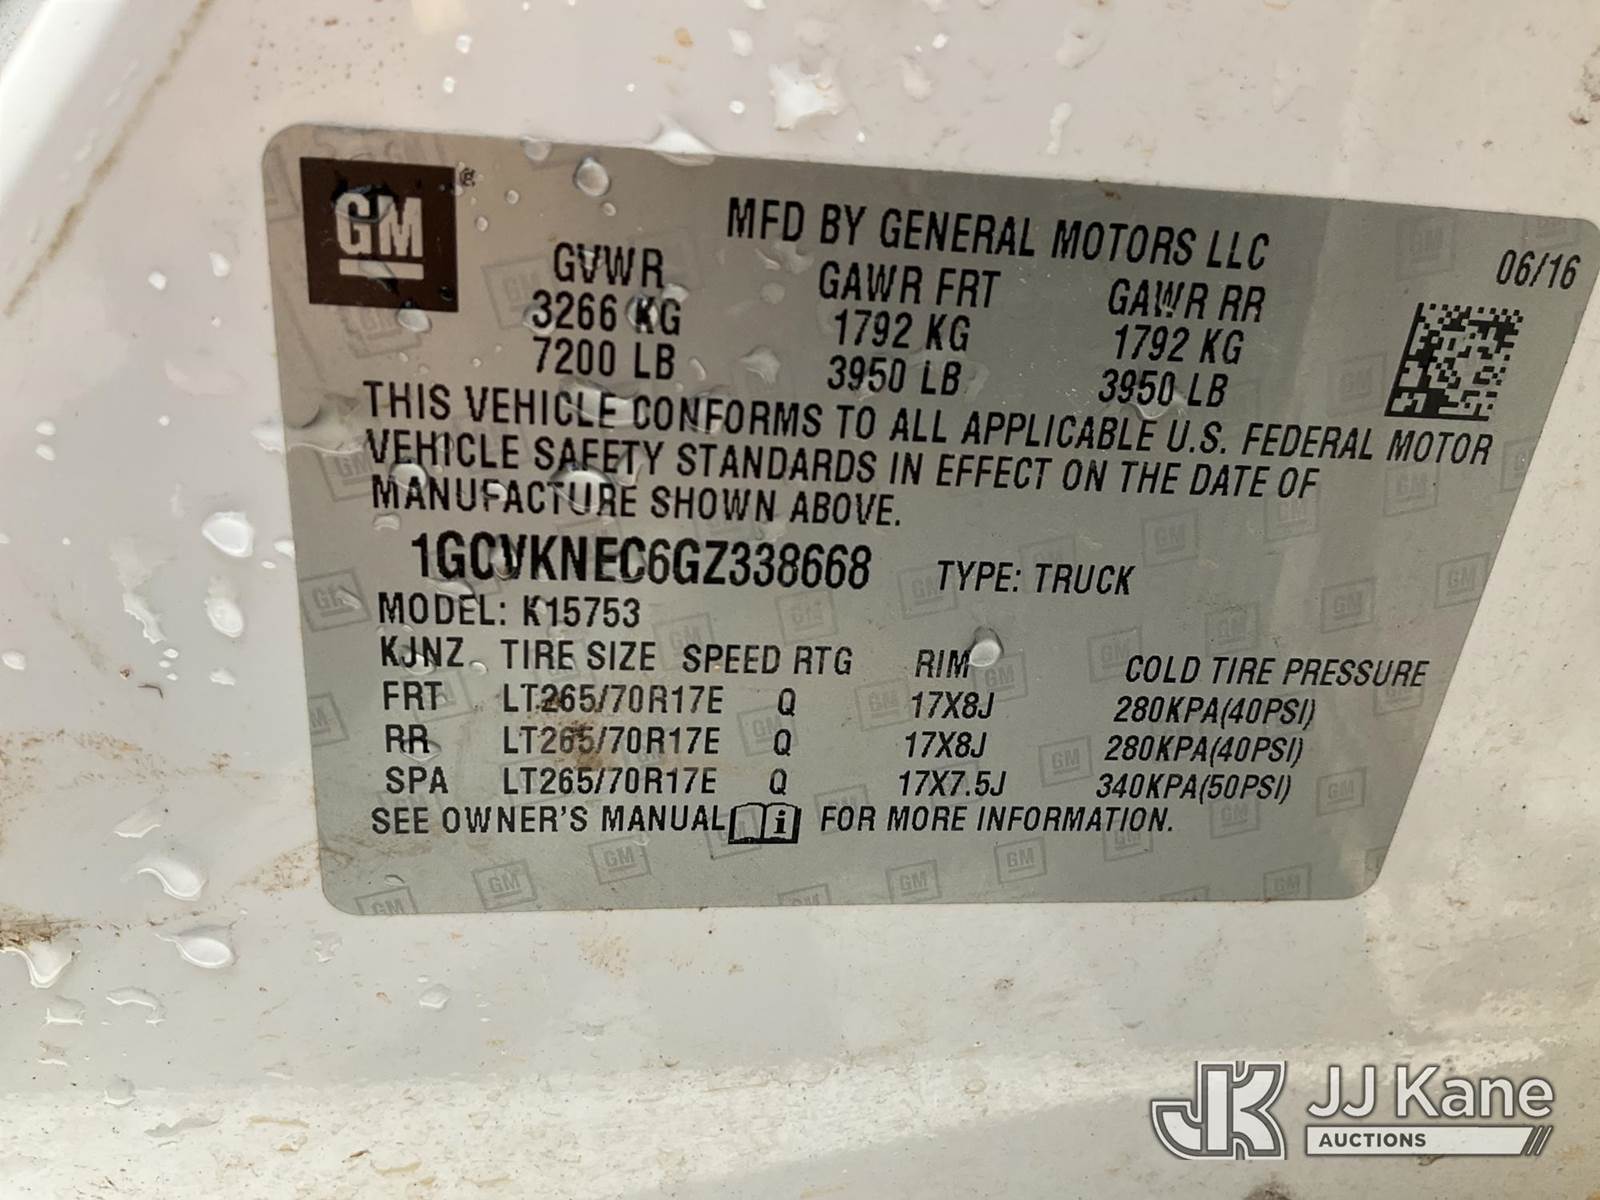 GM
MFD BY GENERAL MOTORS LLC
06/16
GVWR GAWR FRT GAWR RR
3266 KG 1792 KG 1792 KG
7200 LB 3950 LB 3950 LB
THIS VEHICLE CONFORMS TO ALL APPLICABLE U.S. FEDERAL MOTOR
VEHICLE SAFETY STANDARDS IN EFFECT ON THE DATE OF
MANUFACTURE SHOWN ABOVE.
1GCVKNEC6GZ338668 TYPE: TRUCK
MODEL: K15753
KJNZ TIRE SIZE SPEED RTG RIM COLD TIRE PRESSURE
FRT LT265/70R17E Q 17X8J 280KPA(40PSI)
RR LT265/70R17E Q 17X8J 280KPA(40PSI)
SPA LT265/70R17E Q 17X7.5J 340KPA(50PSI)
SEE OWNER'S MANUAL i FOR MORE INFORMATION.
JK JJ Kane
AUCTIONS